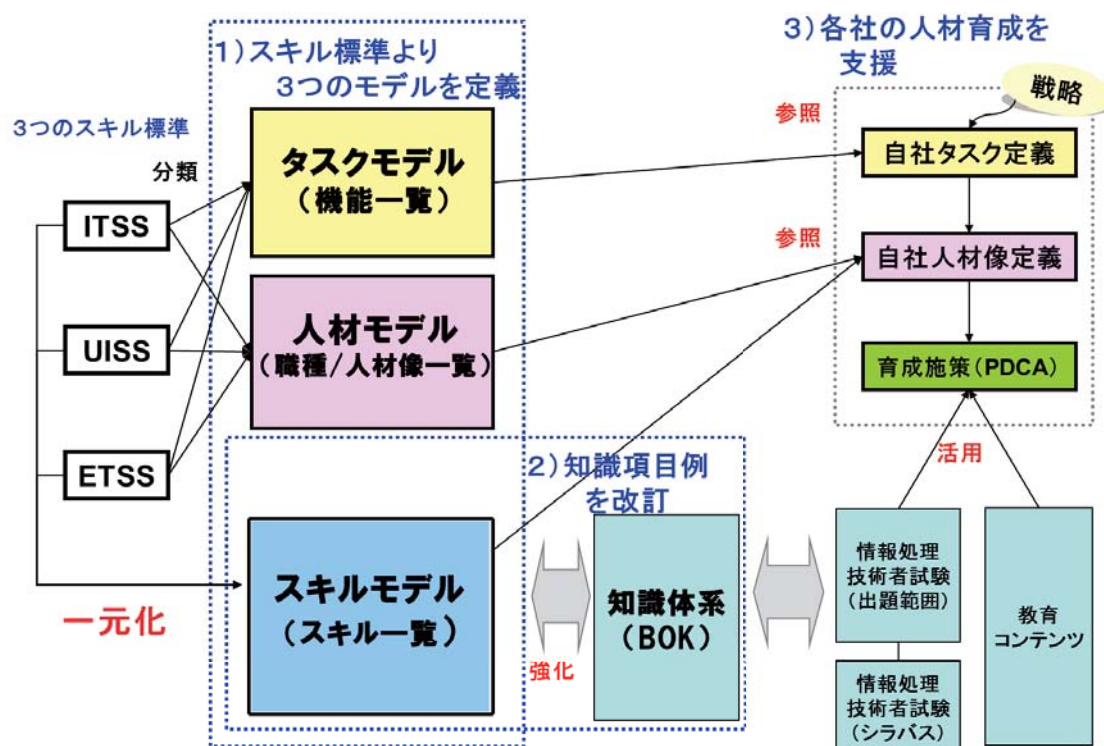 1)スキル標準より
3つのモデルを定義
3つのスキル標準
分類
ITSS
UISS
ETSS
一元化
タスクモデル
(機能一覧)
人材モデル
(職種/人材像一覧)
スキルモデル
(スキル一覧)
2)知識項目例
を改訂
強化
知識体系
(BOK)
3)各社の人材育成を
支援
戦略
参照
自社タスク定義
参照
自社人材像定義
育成施策(PDCA)
活用
情報処理
技術者試験
(出題範囲)
情報処理
技術者試験
(シラバス)
教育
コンテンツ